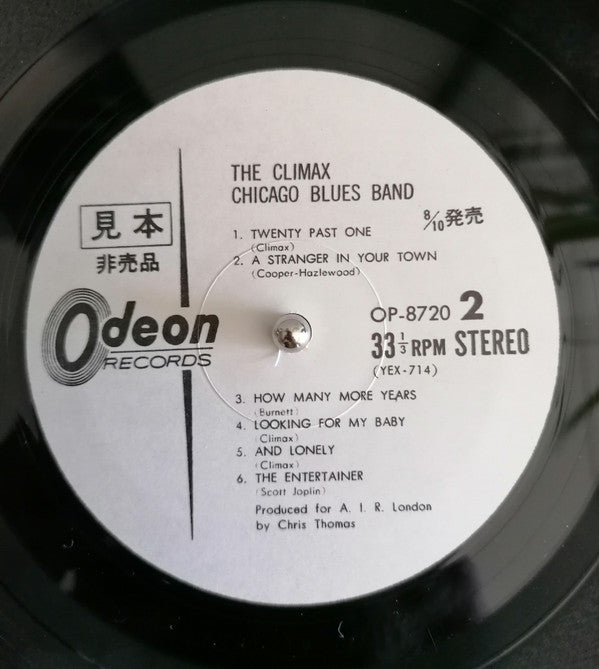 THE CLIMAX
CHICAGO BLUES BAND
見本
非売品
8/10発売
1. TWENTY PAST ONE
(Climax)
2. A STRANGER IN YOUR TOWN
(Cooper-Hazlewood)
Odeon
RECORDS
OP-8720 2
33 1/3 RPM STEREO
(YEX-714)
3. HOW MANY MORE YEARS
(Burnett)
4. LOOKING FOR MY BABY
(Climax)
5. AND LONELY
(Climax)
6. THE ENTERTAINER
(Scott Joplin)
Produced for A. I. R. London
by Chris Thomas